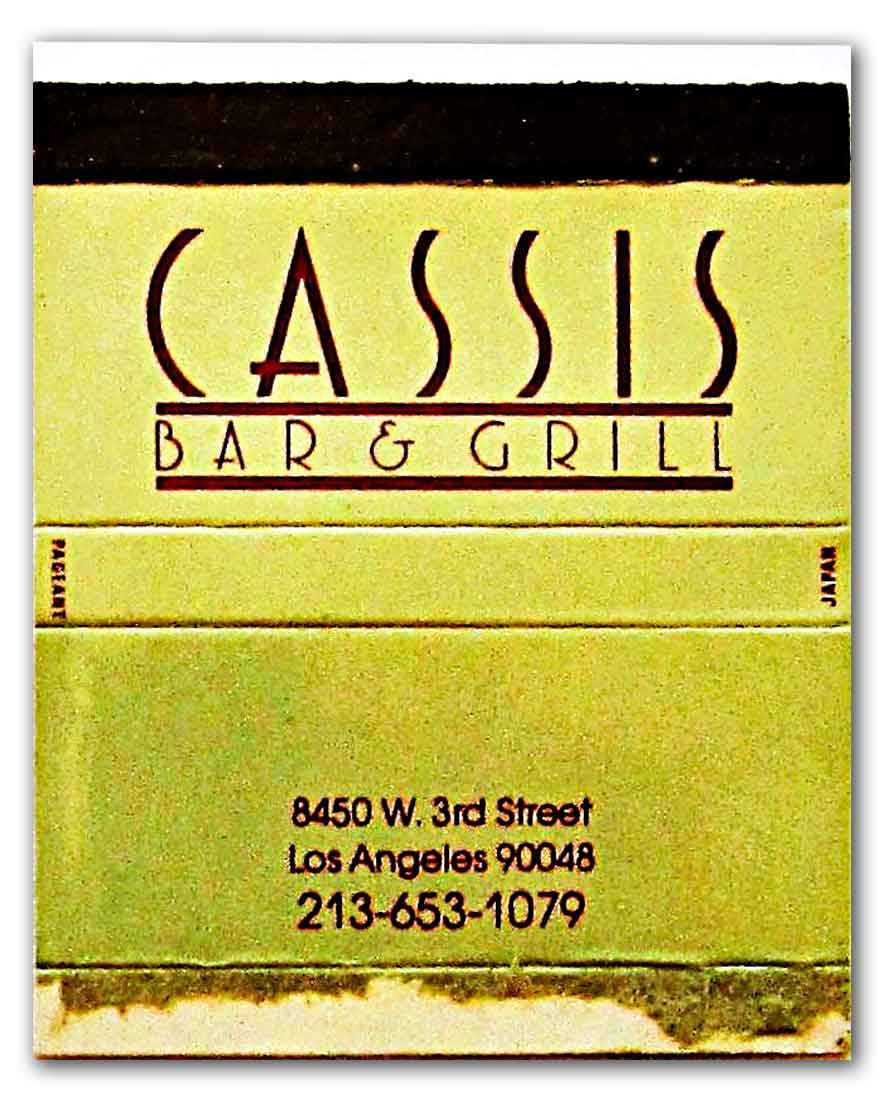 CASSIS
BAR & GRILL
PAGEANT
JAPAN
8450 W. 3rd Street
Los Angeles 90048
213-653-1079